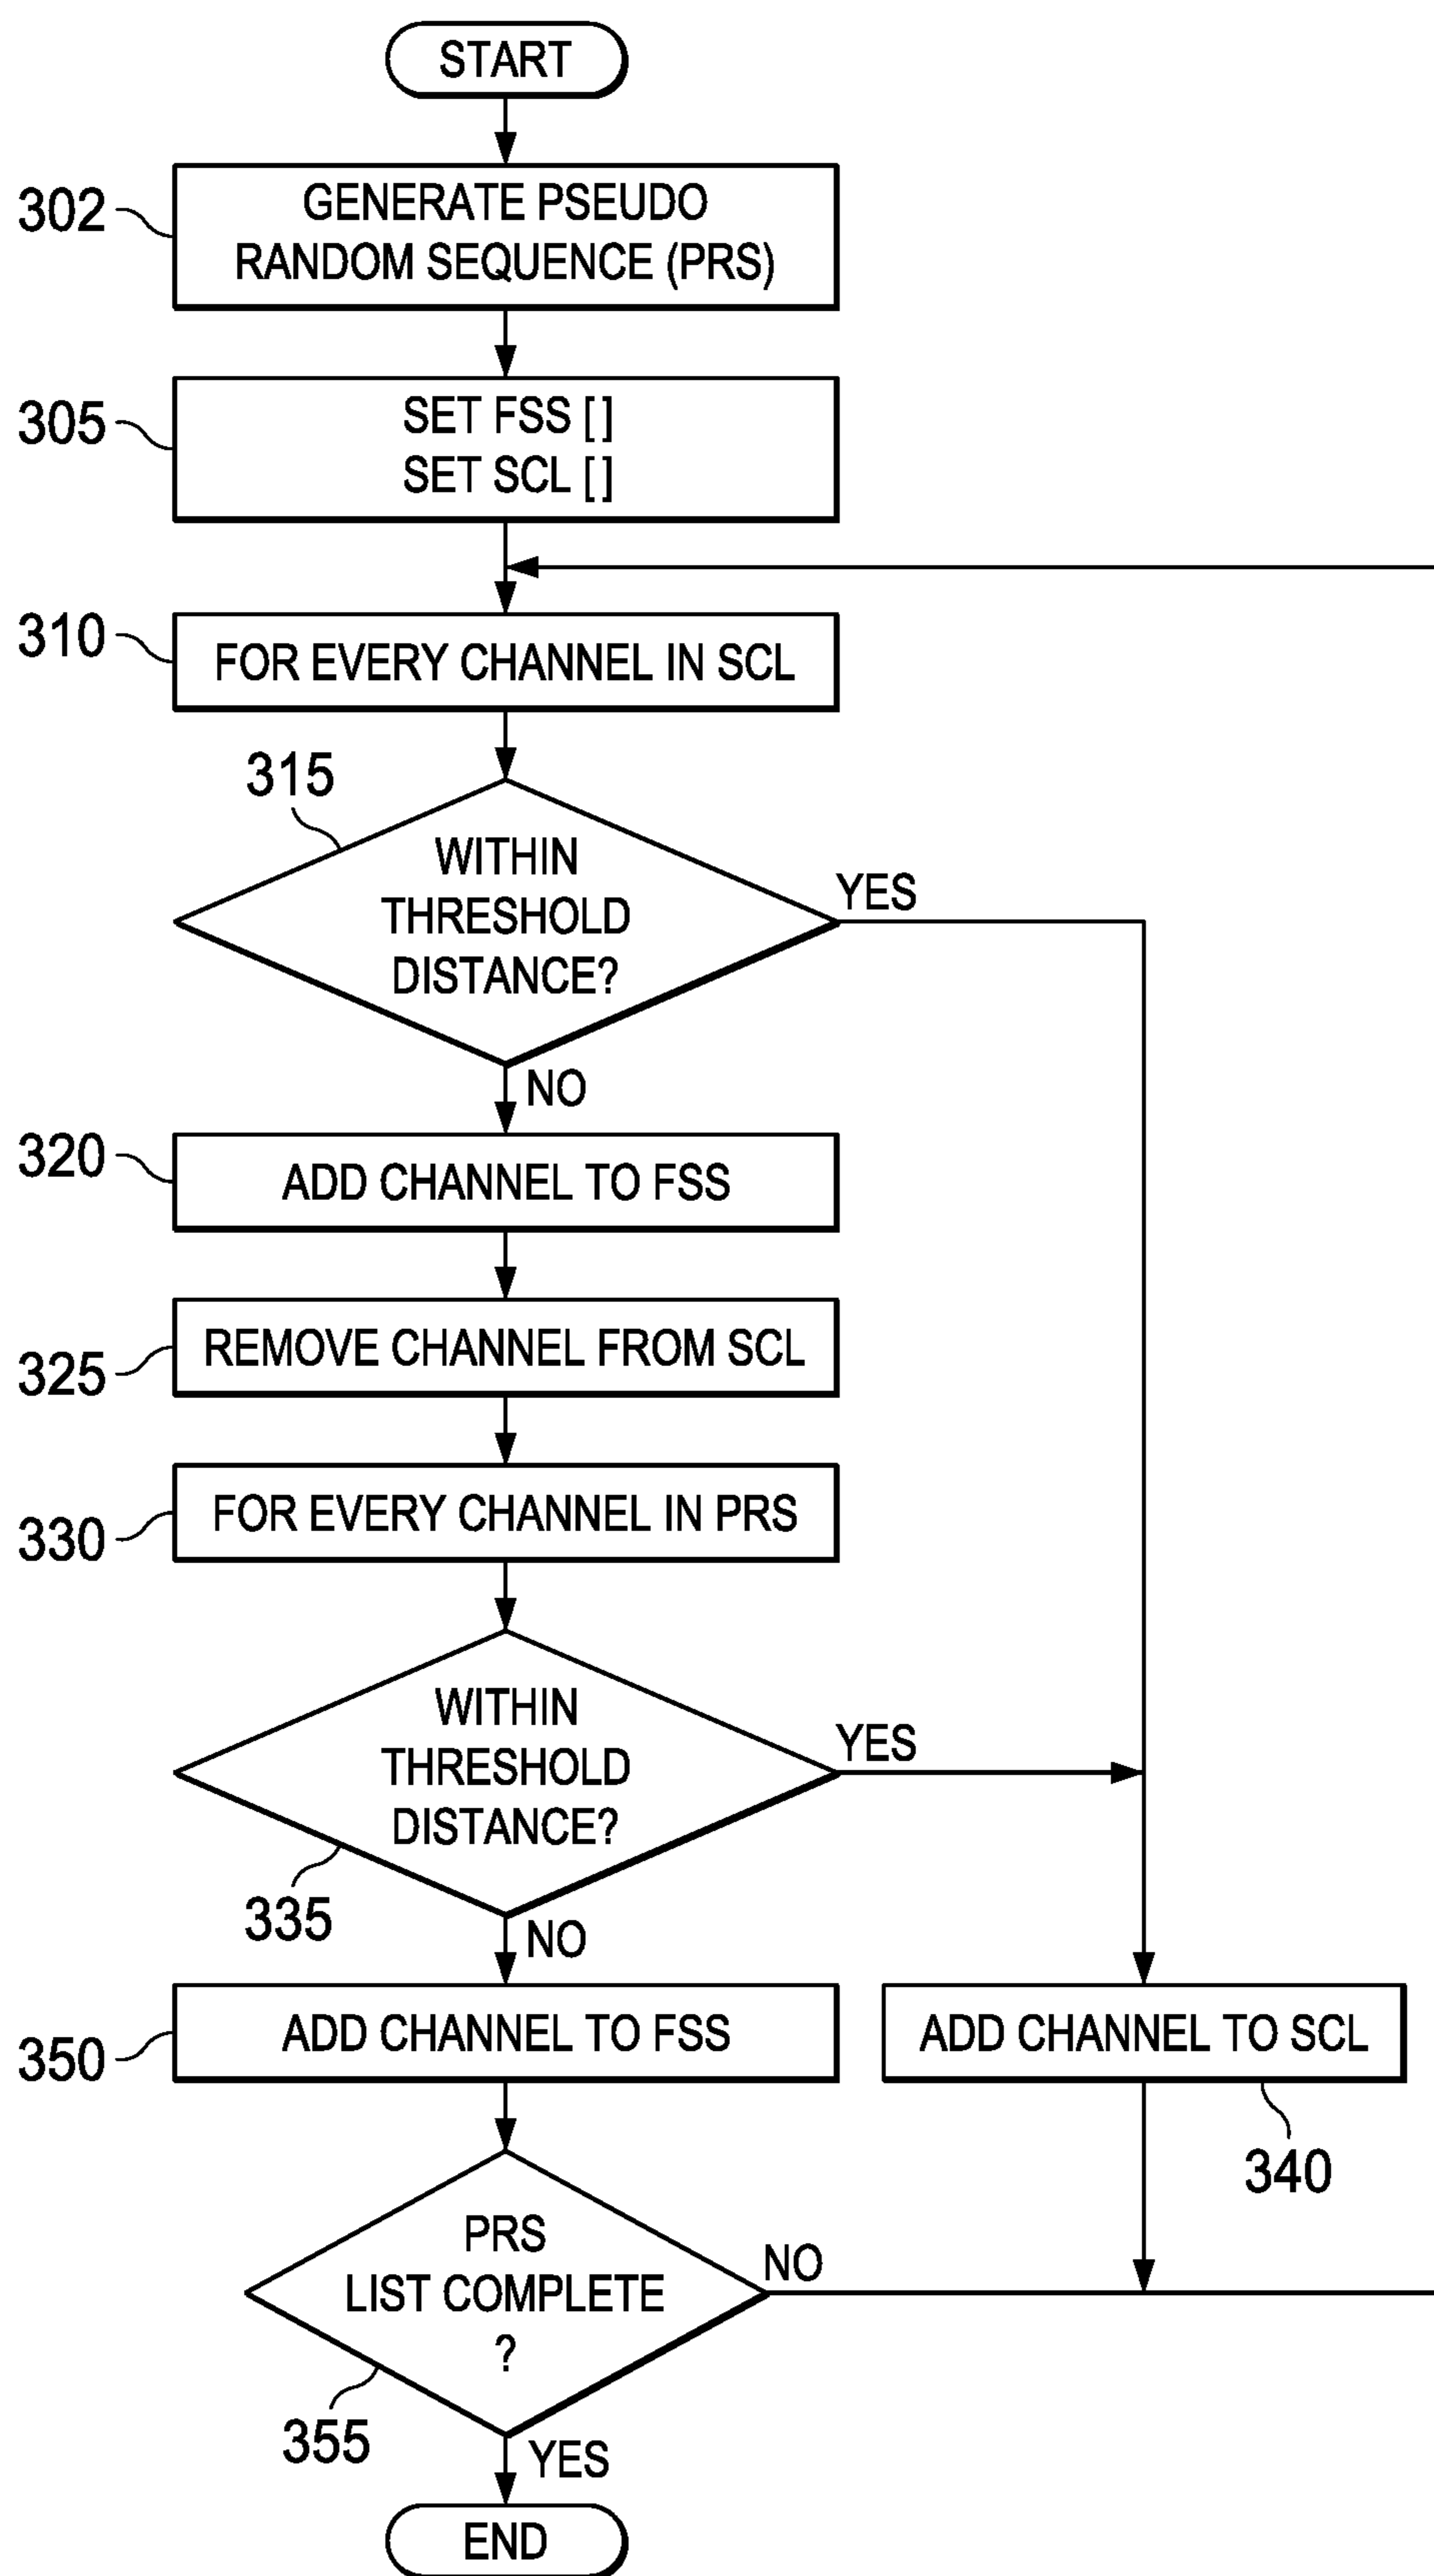 START
302
GENERATE PSEUDO
RANDOM SEQUENCE (PRS)
305
SET FSS [ ]
SET SCL [ ]
310
FOR EVERY CHANNEL IN SCL
315
WITHIN
THRESHOLD
DISTANCE?
YES
NO
320
ADD CHANNEL TO FSS
325
REMOVE CHANNEL FROM SCL
330
FOR EVERY CHANNEL IN PRS
WITHIN
THRESHOLD
DISTANCE?
YES
335
NO
350
ADD CHANNEL TO FSS
ADD CHANNEL TO SCL
340
PRS
LIST COMPLETE
?
NO
355
YES
END